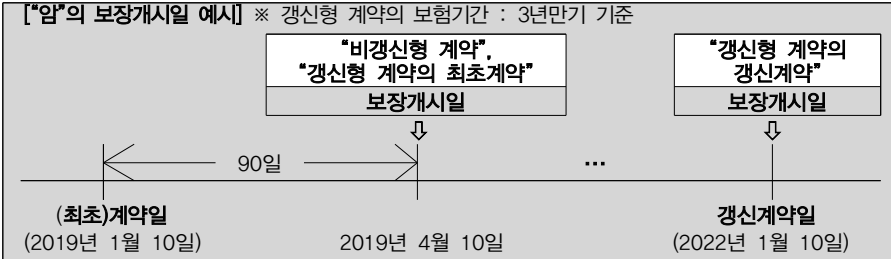 ["암"의 보장개시일 예시] ※ 갱신형 계약의 보험기간 : 3년만기 기준
"비갱신형 계약",
"갱신형 계약의 최초계약"
보장개시일
"갱신형 계약의
갱신계약"
보장개시일
90일
...
(최초)계약일
(2019년 1월 10일)
2019년 4월 10일
갱신계약일
(2022년 1월 10일)